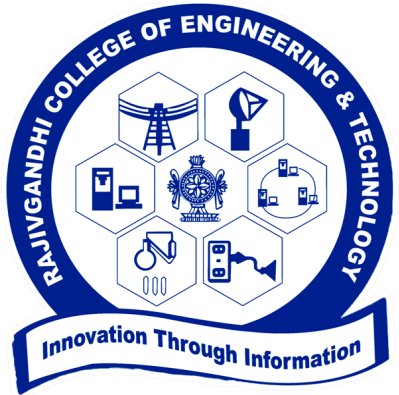 RAJIVGANDHI COLLEGE OF ENGINEERING & TECHNOLOGY
Innovation Through Information